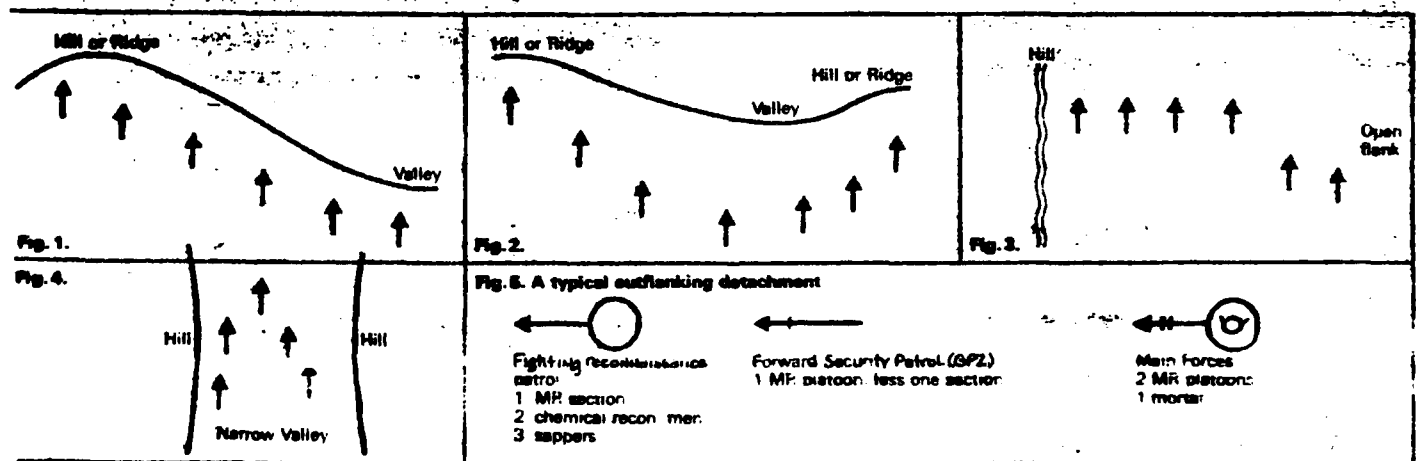 Hill or Ridge
Valley
Fig. 1.
Hill or Ridge
Hill or Ridge
Valley
Fig. 2.
Hill
Open
flank
Fig. 3.
Fig. 4.
Hill
Hill
Narrow Valley
Fig. 5. A typical outflanking detachment
Fighting reconnaissance
patrol
1 MR section
2 chemical recon men
3 sappers
Forward Security Patrol (GPZ)
1 MR platoon less one section
Main Forces
2 MR platoons
1 mortar